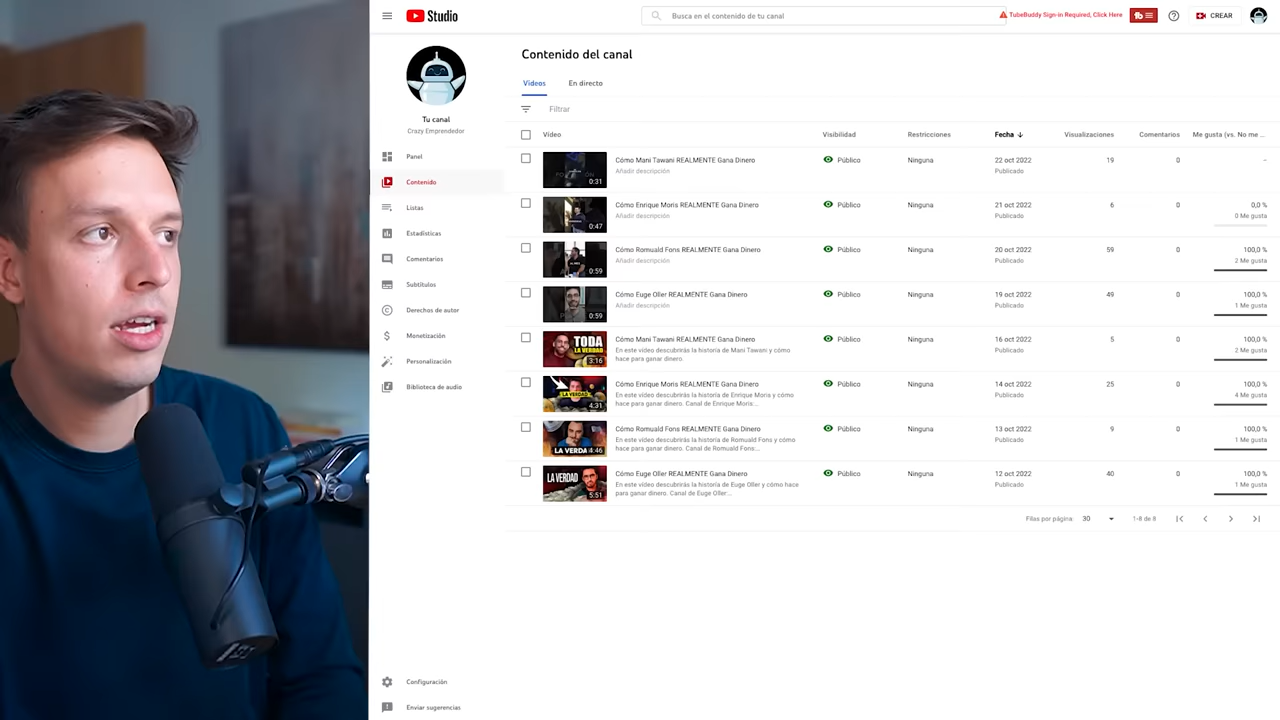 Studio
Busca en el contenido de tu canal
TubeBuddy Sign-in Required, Click Here
tb
CREAR
Tu canal
Crazy Emprendedor
Panel
Contenido
Listas
Estadísticas
Comentarios
Subtítulos
Derechos de autor
Monetización
Personalización
Biblioteca de audio
Configuración
Enviar sugerencias
Contenido del canal
Vídeos
En directo
Filtrar
Vídeo Visibilidad Restricciones Fecha Visualizaciones Comentarios Me gusta (vs. No me ...
0:31 Cómo Mani Tawani REALMENTE Gana Dinero Público Ninguna 22 oct 2022 19 0 –
Añadir descripción Publicado
0:47 Cómo Enrique Moris REALMENTE Gana Dinero Público Ninguna 21 oct 2022 6 0 0,0 %
Añadir descripción Publicado 0 Me gusta
0:59 Cómo Romuald Fons REALMENTE Gana Dinero Público Ninguna 20 oct 2022 59 0 100,0 %
Añadir descripción Publicado 2 Me gusta
0:59 Cómo Euge Oller REALMENTE Gana Dinero Público Ninguna 19 oct 2022 49 0 100,0 %
Añadir descripción Publicado 1 Me gusta
TODA LA VERDAD 3:16 Cómo Mani Tawani REALMENTE Gana Dinero Público Ninguna 16 oct 2022 5 0 100,0 %
En este vídeo descubrirás la historia de Mani Tawani y cómo Publicado 2 Me gusta
hace para ganar dinero.
LA VERDAD 4:31 Cómo Enrique Moris REALMENTE Gana Dinero Público Ninguna 14 oct 2022 25 0 100,0 %
En este vídeo descubrirás la historia de Enrique Moris y cómo Publicado 4 Me gusta
hace para ganar dinero. Canal de Enrique Moris:...
LA VERDA 4:46 Cómo Romuald Fons REALMENTE Gana Dinero Público Ninguna 13 oct 2022 9 0 100,0 %
En este vídeo descubrirás la historia de Romuald Fons y cómo Publicado 1 Me gusta
hace para ganar dinero. Canal de Romuald Fons:...
LA VERDAD 5:51 Cómo Euge Oller REALMENTE Gana Dinero Público Ninguna 12 oct 2022 40 0 100,0 %
En este vídeo descubrirás la historia de Euge Oller y cómo hace Publicado 1 Me gusta
para ganar dinero. Canal de Euge Oller...
Filas por página: 30 1-8 de 8